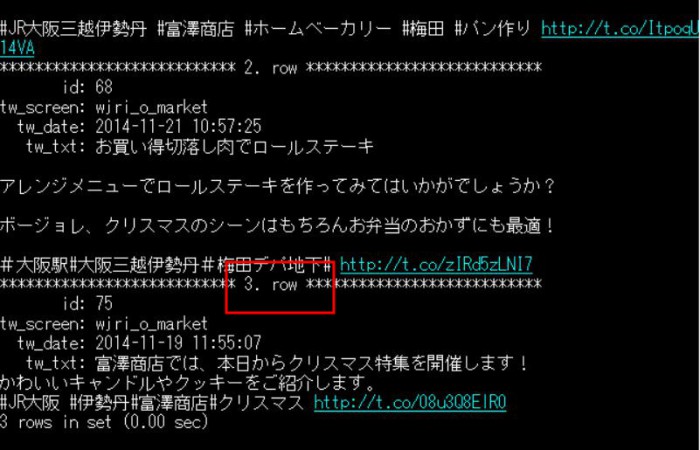 #JR大阪三越伊勢丹 #富澤商店 #ホームベーカリー #梅田 #パン作り http://t.co/ItpoqU
14VA
*************************** 2. row ***************************
id: 68
tw_screen: wjri_o_market
tw_date: 2014-11-21 10:57:25
tw_txt: お買い得切落し肉でロールステーキ
アレンジメニューでロールステーキを作ってみてはいかがでしょうか？
ボージョレ、クリスマスのシーンはもちろんお弁当のおかずにも最適！
＃大阪駅#大阪三越伊勢丹＃梅田デパ地下# http://t.co/zIRd5zLNI7
*************************** 3. row ***************************
id: 75
tw_screen: wjri_o_market
tw_date: 2014-11-19 11:55:07
tw_txt: 富澤商店では、本日からクリスマス特集を開催します！
かわいいキャンドルやクッキーをご紹介します。
#JR大阪 #伊勢丹#富澤商店#クリスマス http://t.co/08u3Q8EIR0
3 rows in set (0.00 sec)